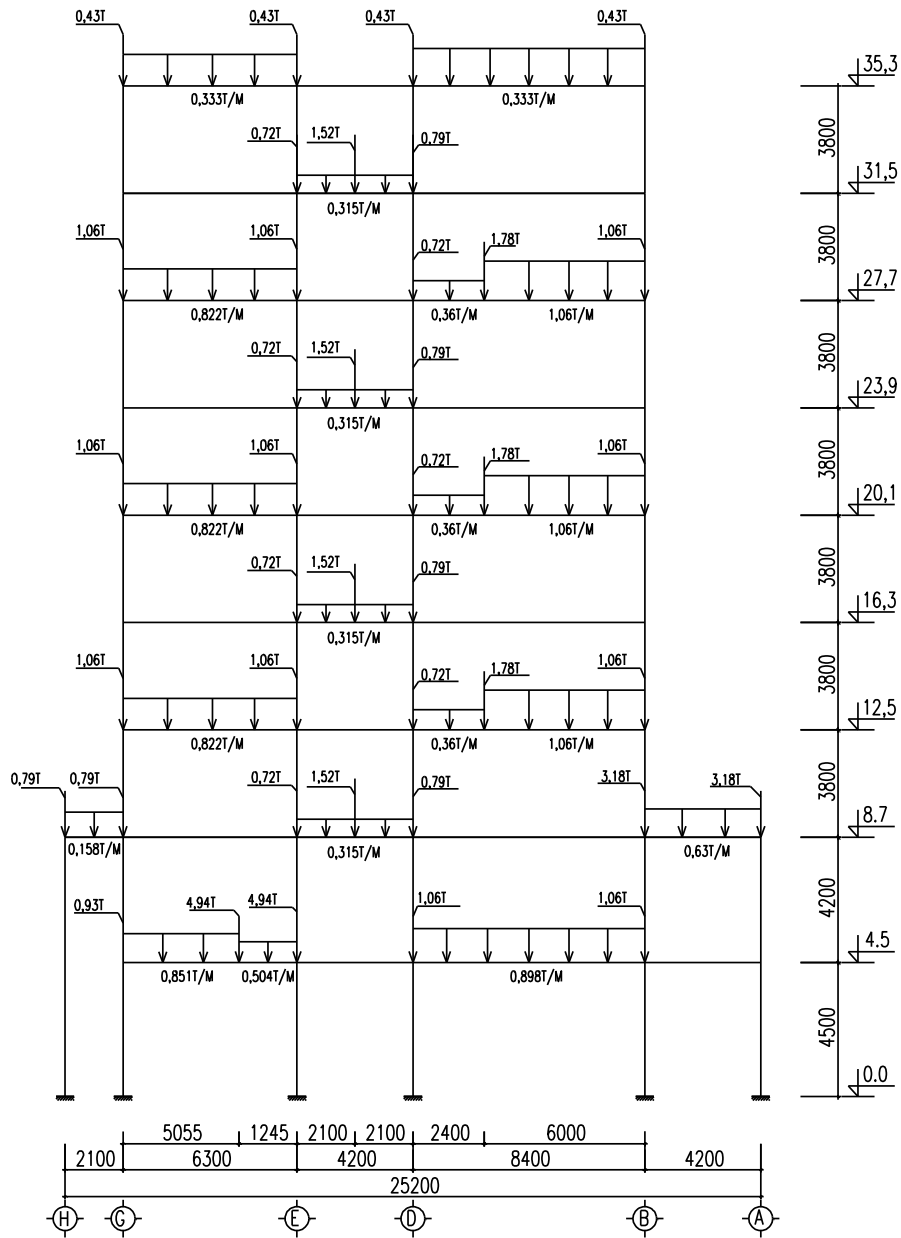 0,43T 0,43T 0,43T 0,43T
35,3
0,333T/M 0,333T/M
3800
0,72T 1,52T 0,79T
31,5
0,315T/M
1,06T 1,06T 0,72T 1,78T 1,06T
3800
27,7
0,822T/M 0,36T/M 1,06T/M
0,72T 1,52T 0,79T
3800
23,9
0,315T/M
1,06T 1,06T 0,72T 1,78T 1,06T
3800
20,1
0,822T/M 0,36T/M 1,06T/M
0,72T 1,52T 0,79T
3800
16,3
0,315T/M
1,06T 1,06T 0,72T 1,78T 1,06T
3800
12,5
0,822T/M 0,36T/M 1,06T/M
0,79T 0,79T 0,72T 1,52T 0,79T 3,18T 3,18T
3800
8.7
0,158T/M 0,315T/M 0,63T/M
0,93T 4,94T 4,94T 1,06T 1,06T
4200
4.5
0,851T/M 0,504T/M 0,898T/M
4500
0.0
5055 1245 2100 2100 2400 6000
2100 6300 4200 8400 4200
25200
H G E D B A